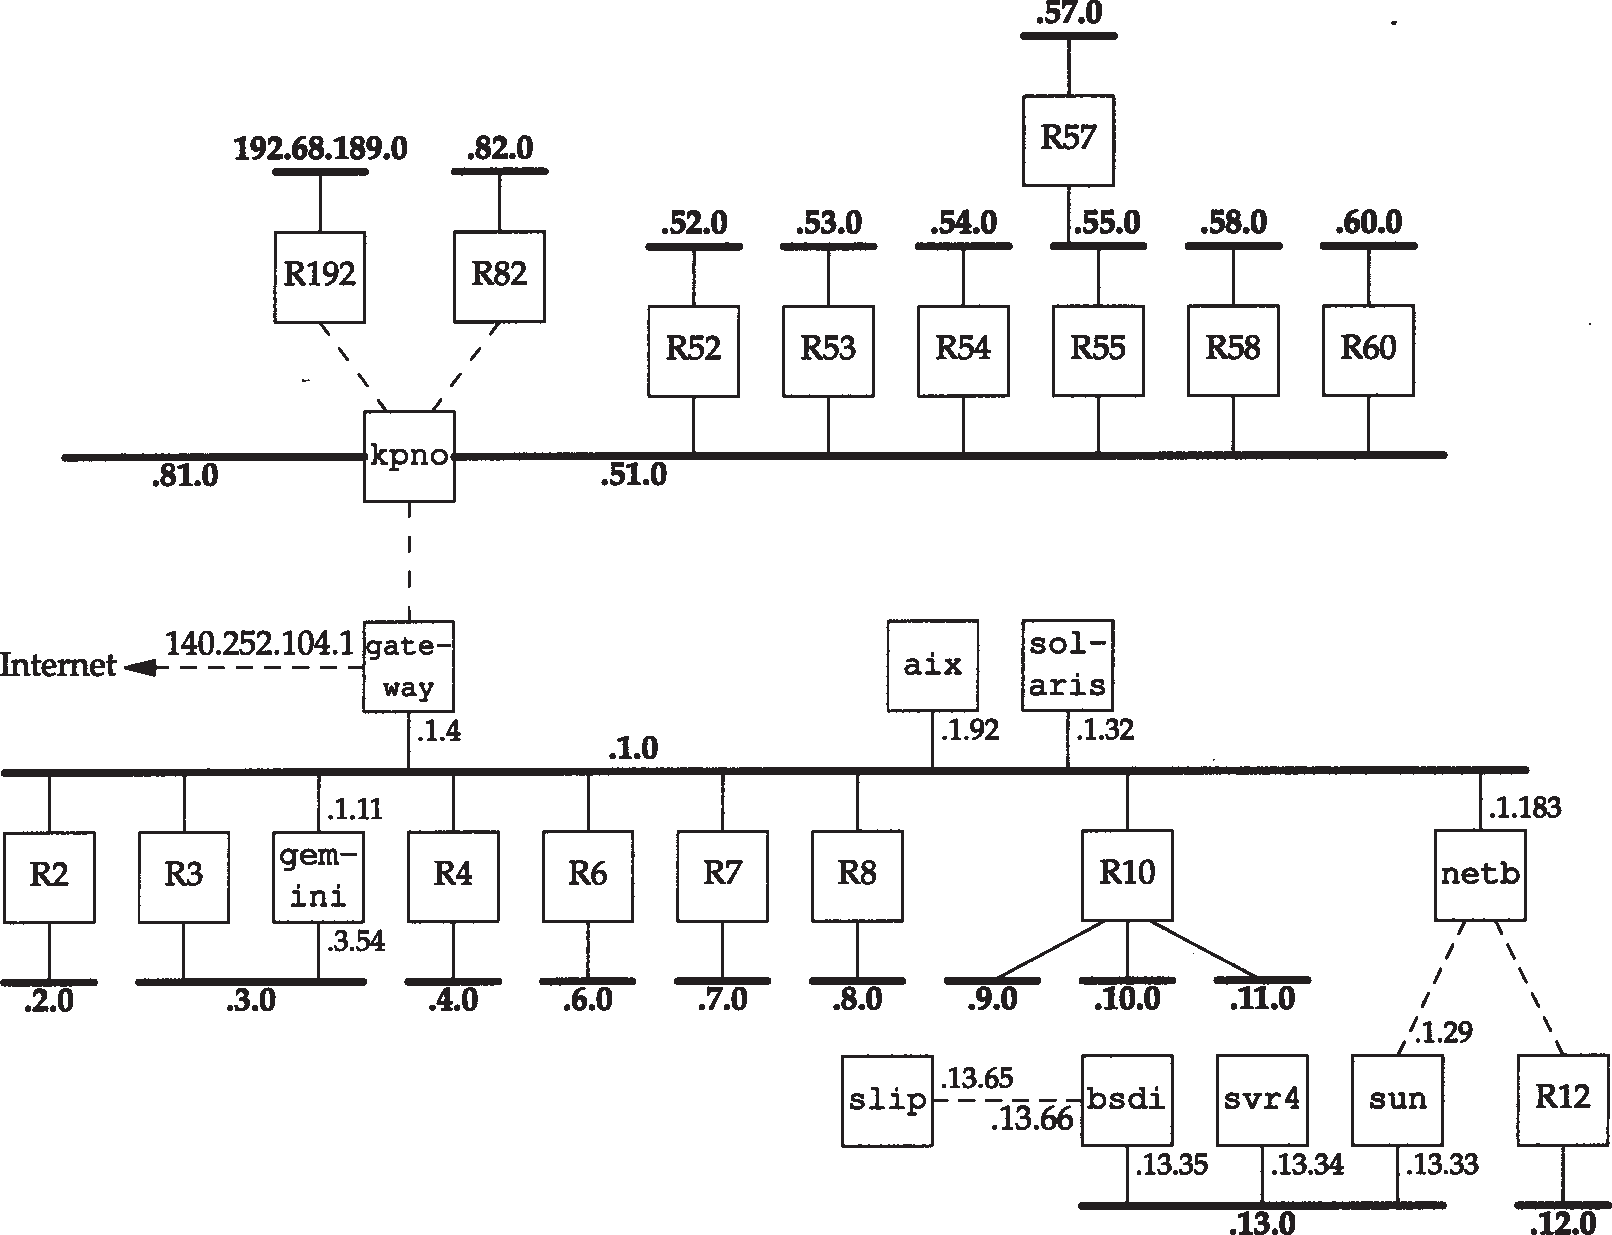 .57.0
R57
192.68.189.0
.82.0
.52.0
.53.0
.54.0
.55.0
.58.0
.60.0
R192
R82
R52
R53
R54
R55
R58
R60
kpno
.81.0
.51.0
Internet
140.252.104.1
gate-
way
aix
sol-
aris
.1.4
.1.92
.1.32
.1.0
.1.11
.1.183
R2
R3
gem-
ini
R4
R6
R7
R8
R10
netb
.3.54
.2.0
.3.0
.4.0
.6.0
.7.0
.8.0
.9.0
.10.0
.11.0
.1.29
slip
.13.65
.13.66
bsdi
svr4
sun
R12
.13.35
.13.34
.13.33
.13.0
.12.0